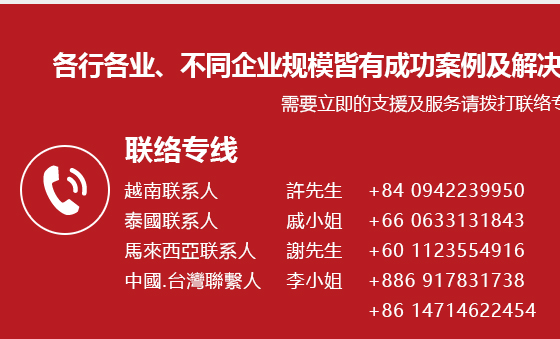 各行各业、不同企业规模皆有成功案例及解决
需要立即的支援及服务请拨打联络专
联络专线
越南联系人 許先生 +84 0942239950
泰國联系人 戚小姐 +66 0633131843
馬來西亞联系人 謝先生 +60 1123554916
中國.台灣聯繫人 李小姐 +886 917831738
+86 14714622454